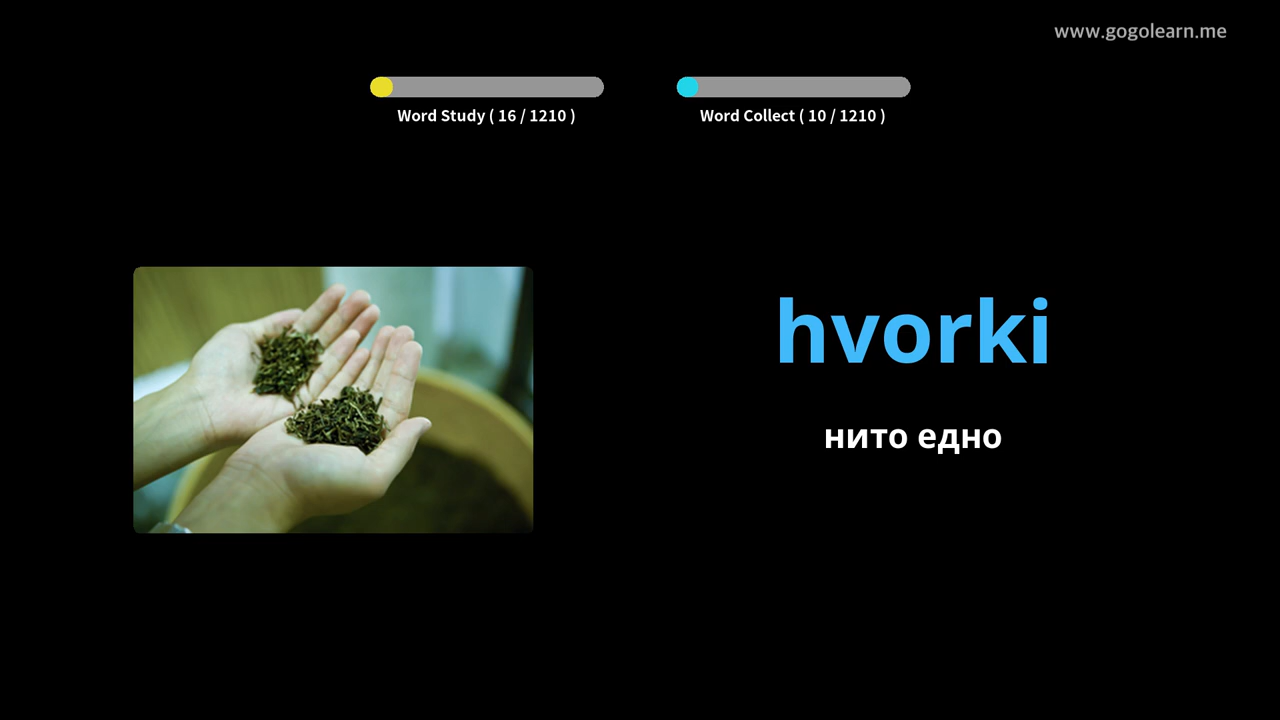 www.gogolearn.me
Word Study ( 16 / 1210 )
Word Collect ( 10 / 1210 )
hvorki
нито едно